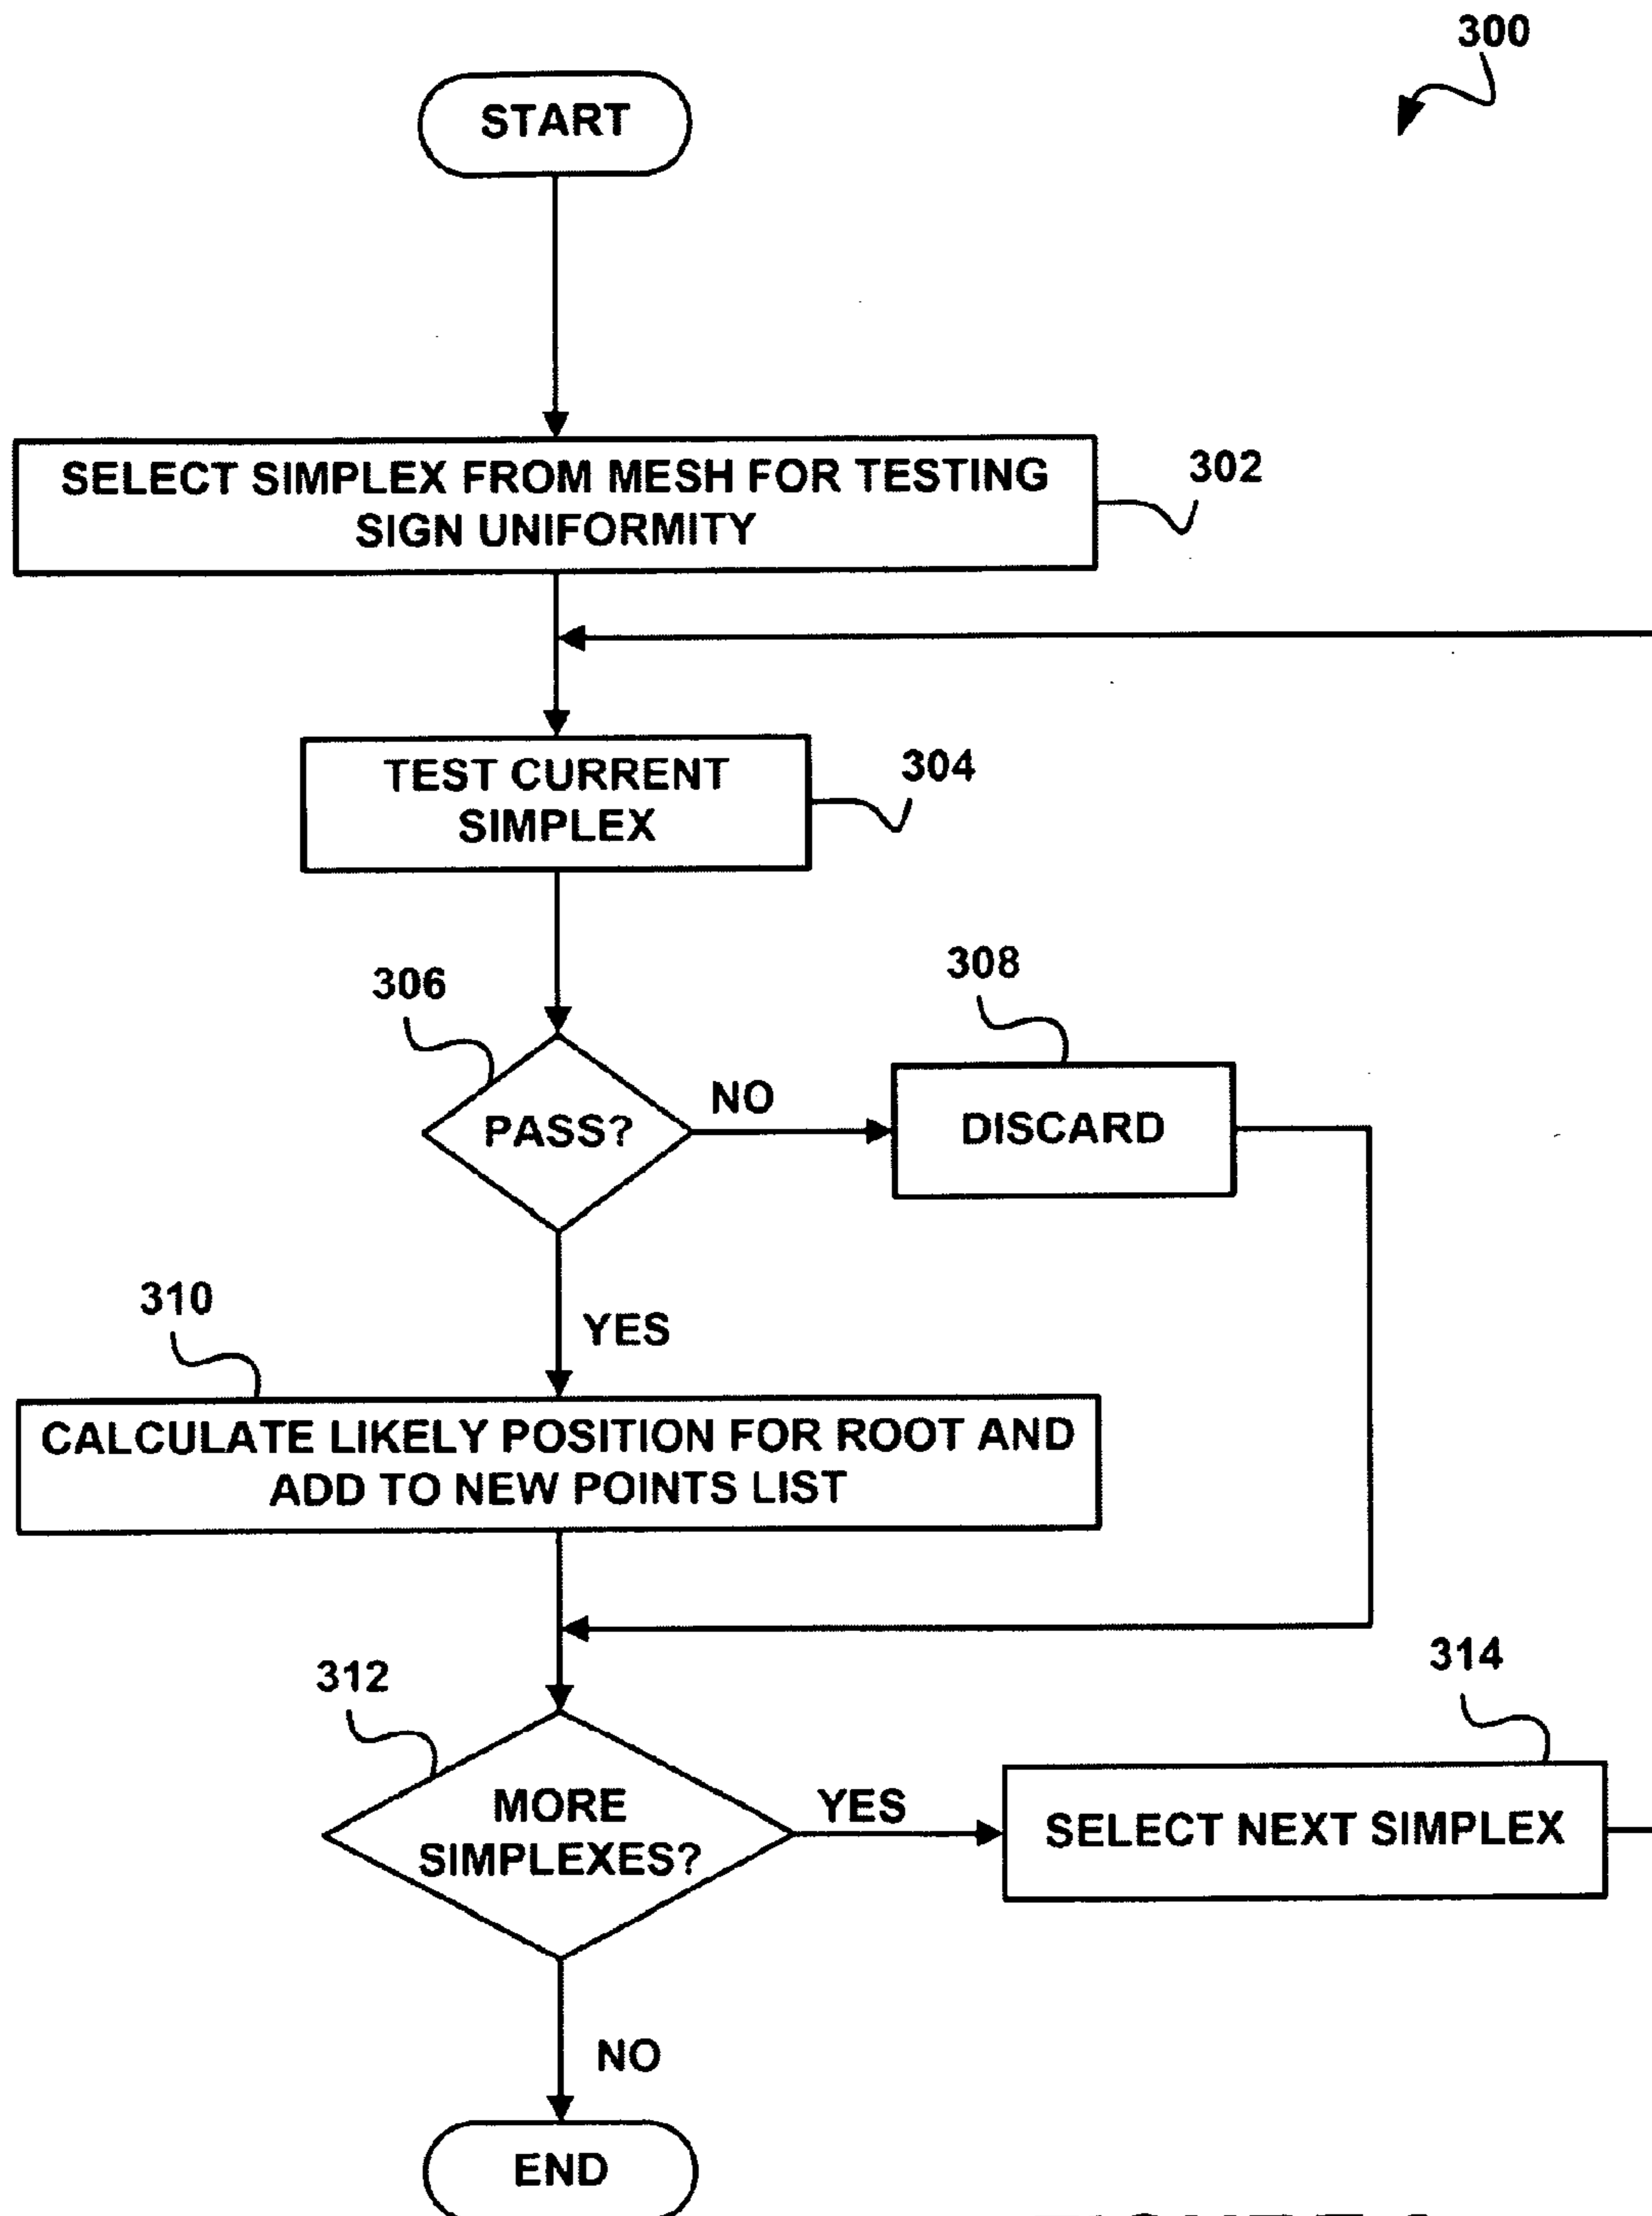 300
START
SELECT SIMPLEX FROM MESH FOR TESTING
SIGN UNIFORMITY
302
TEST CURRENT
SIMPLEX
304
306
PASS?
NO
308
DISCARD
YES
310
CALCULATE LIKELY POSITION FOR ROOT AND
ADD TO NEW POINTS LIST
312
MORE
SIMPLEXES?
YES
314
SELECT NEXT SIMPLEX
NO
END